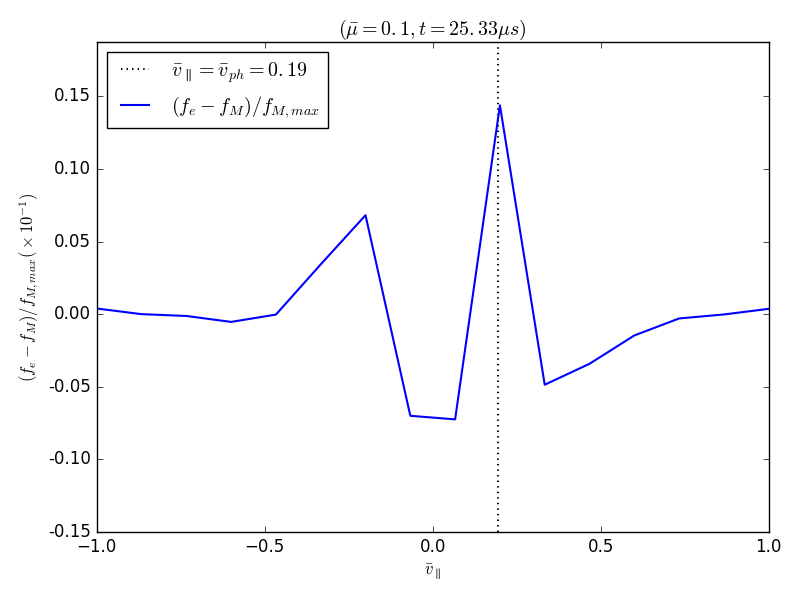 (μ̄ = 0.1, t = 25.33μs)
v̄∥ = v̄ph = 0.19
(fe − fM)/fM,max
0.15
0.10
0.05
0.00
-0.05
-0.10
-0.15
(fe − fM)/fM,max(×10⁻¹)
−1.0 −0.5 0.0 0.5 1.0
v̄∥